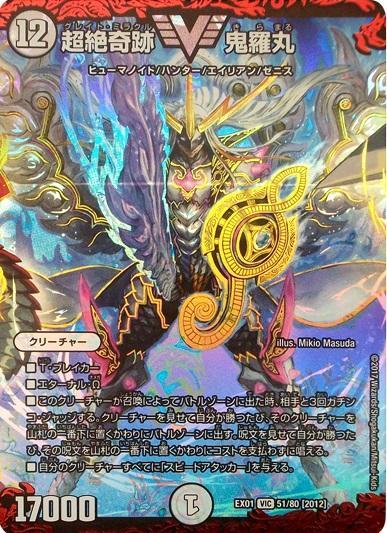 12
グレイト・ミラクル
超絶奇跡
きらまる
鬼羅丸
ヒューマノイド/ハンター/エイリアン/ゼニス
illus. Mikio Masuda
クリーチャー
■ T・ブレイカー
■ エターナル・Ω
■ このクリーチャーが召喚によってバトルゾーンに出た時、相手と3回ガチン
コ・ジャッジする。クリーチャーを見せて自分が勝ったび、そのクリーチャーを
山札の一番下に置くかわりにバトルゾーンに出す。呪文を見せて自分が勝っ
たび、その呪文を山札の一番下に置くかわりにコストを支払わずに唱える。
■ 自分のクリーチャーすべてに「スピードアタッカー」を与える。
17000
1
EX01 VIC 51/80 [2012]
©2017 Wizards/Shogakukan/Mitsui-Kids